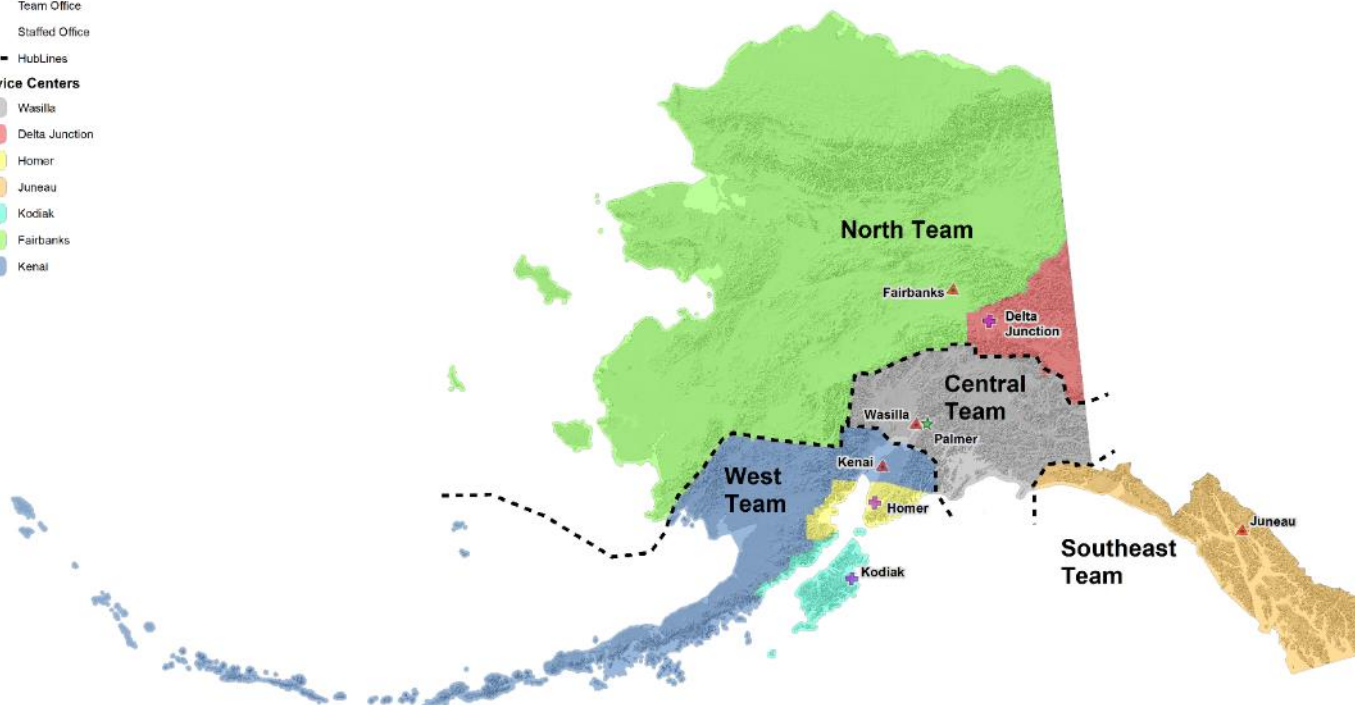 Team Office
Staffed Office
HubLines
vice Centers
Wasilla
Delta Junction
Homer
Juneau
Kodiak
Fairbanks
Kenai
North Team
Fairbanks
Delta
Junction
Central
Team
Wasilla
Palmer
Kenai
West
Team
Homer
Juneau
Southeast
Team
Kodiak